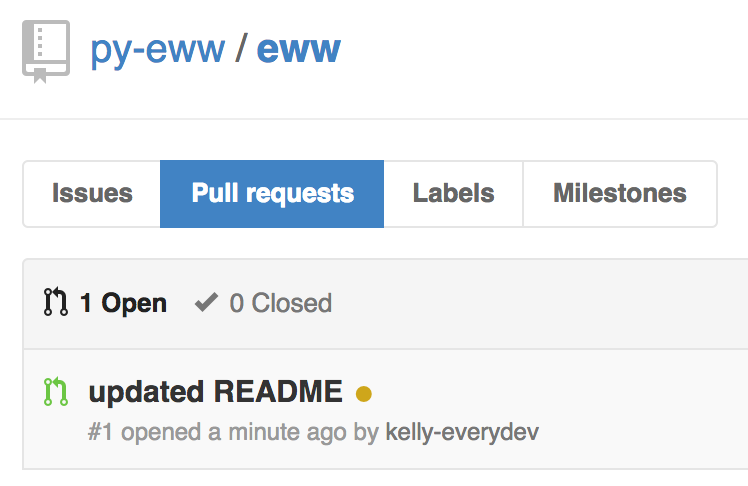 py-eww / eww
Issues Pull requests Labels Milestones
1 Open 0 Closed
updated README
#1 opened a minute ago by kelly-everydev